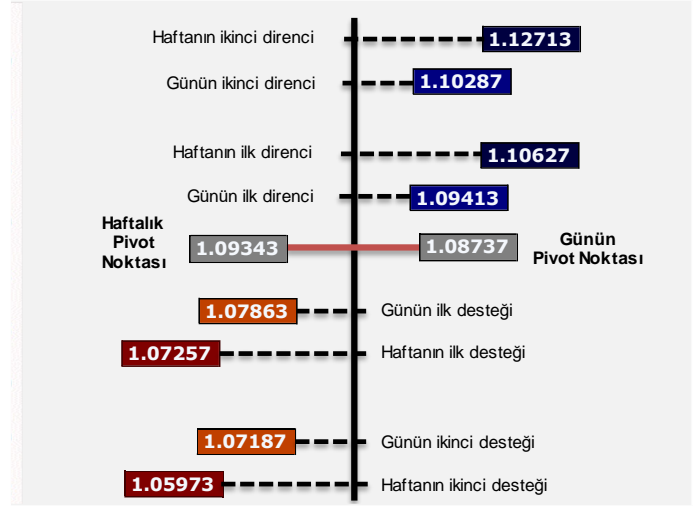 Haftanın ikinci direnci 1.12713
Günün ikinci direnci 1.10287
Haftanın ilk direnci 1.10627
Günün ilk direnci 1.09413
Haftalık
Pivot
Noktası
1.09343
1.08737
Günün
Pivot Noktası
1.07863 Günün ilk desteği
1.07257 Haftanın ilk desteği
1.07187 Günün ikinci desteği
1.05973 Haftanın ikinci desteği